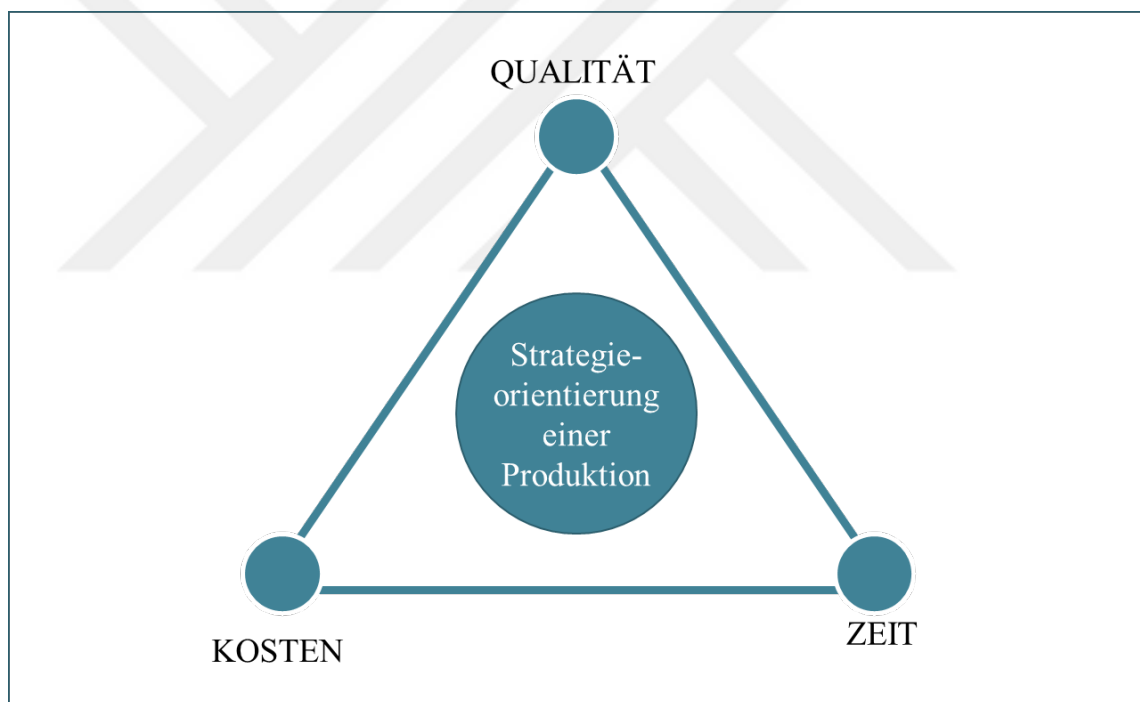 QUALITÄT
Strategie-
orientierung
einer
Produktion
KOSTEN
ZEIT